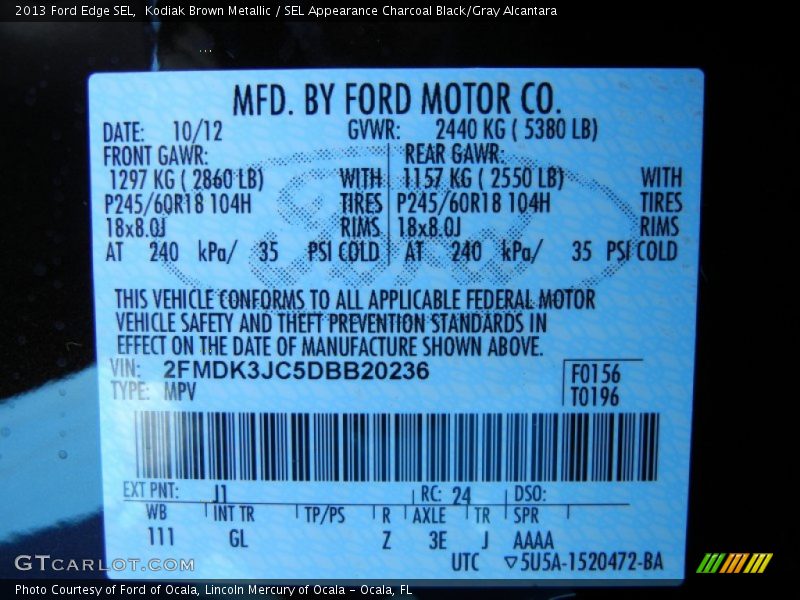 2013 Ford Edge SEL, Kodiak Brown Metallic / SEL Appearance Charcoal Black/Gray Alcantara
MFD. BY FORD MOTOR CO.
DATE: 10/12 GVWR: 2440 KG ( 5380 LB)
FRONT GAWR: REAR GAWR:
1297 KG ( 2860 LB) WITH 1157 KG ( 2550 LB) WITH
P245/60R18 104H TIRES P245/60R18 104H TIRES
18x8.0J RIMS 18x8.0J RIMS
AT 240 kPa/ 35 PSI COLD AT 240 kPa/ 35 PSI COLD
Ford
THIS VEHICLE CONFORMS TO ALL APPLICABLE FEDERAL MOTOR
VEHICLE SAFETY AND THEFT PREVENTION STANDARDS IN
EFFECT ON THE DATE OF MANUFACTURE SHOWN ABOVE.
VIN: 2FMDK3JC5DBB20236 F0156
TYPE: MPV T0196
EXT PNT: J1 RC: 24 DSO:
WB INT TR TP/PS R AXLE TR SPR
111 GL Z 3E J AAAA
UTC ▽5U5A-1520472-BA
GTCARLOT.COM
Photo Courtesy of Ford of Ocala, Lincoln Mercury of Ocala – Ocala, FL